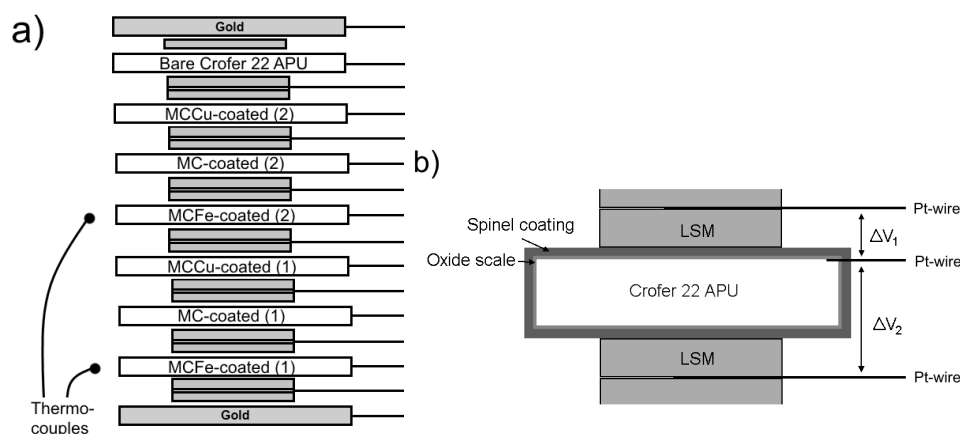 a)
Gold
Bare Crofer 22 APU
MCCu-coated (2)
MC-coated (2)
MCFe-coated (2)
MCCu-coated (1)
MC-coated (1)
MCFe-coated (1)
Gold
Thermo-
couples
b)
Pt-wire
LSM
ΔV1
Spinel coating
Pt-wire
Oxide scale
Crofer 22 APU
ΔV2
LSM
Pt-wire